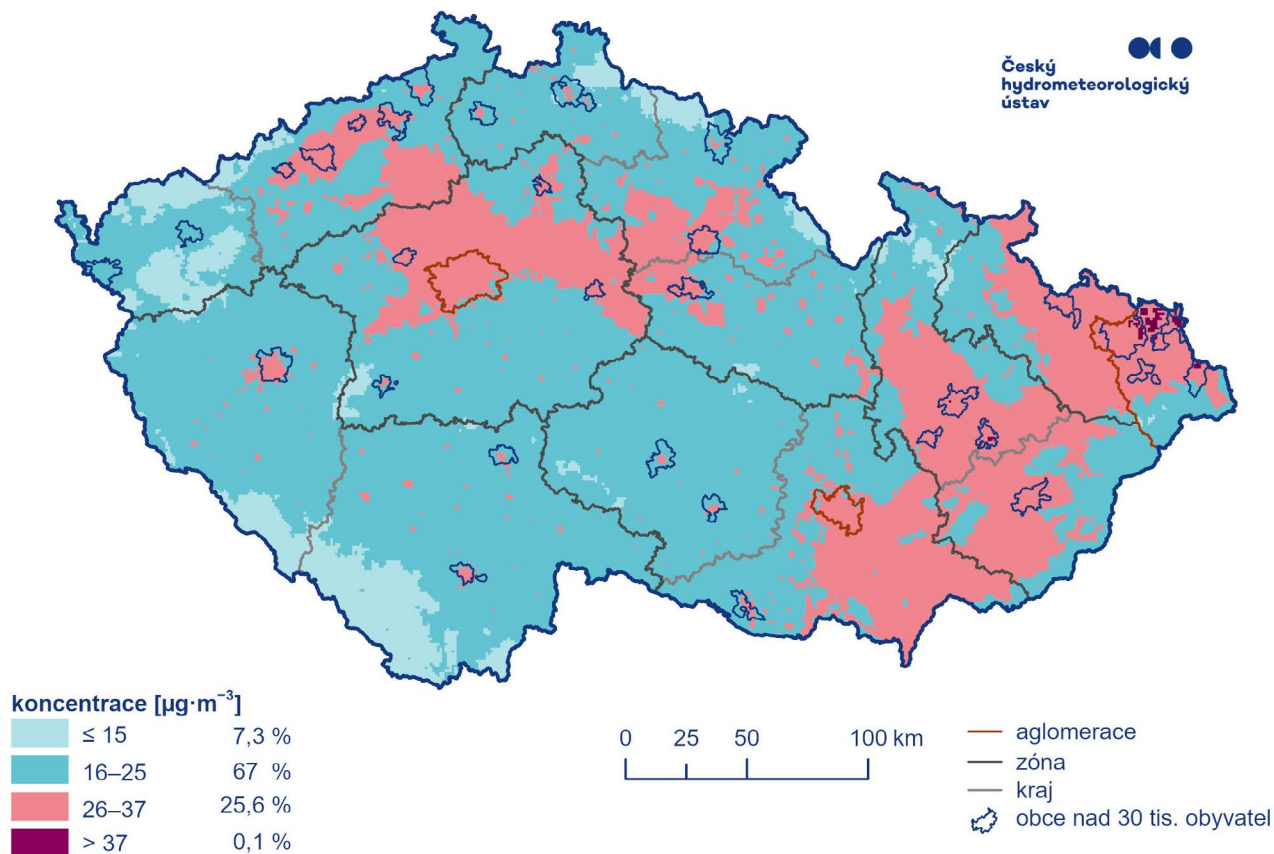 Český
hydrometeorologický
ústav
koncentrace [µg·m⁻³]
≤ 15 7,3 %
16–25 67 %
26–37 25,6 %
> 37 0,1 %
0 25 50 100 km
aglomerace
zóna
kraj
obce nad 30 tis. obyvatel